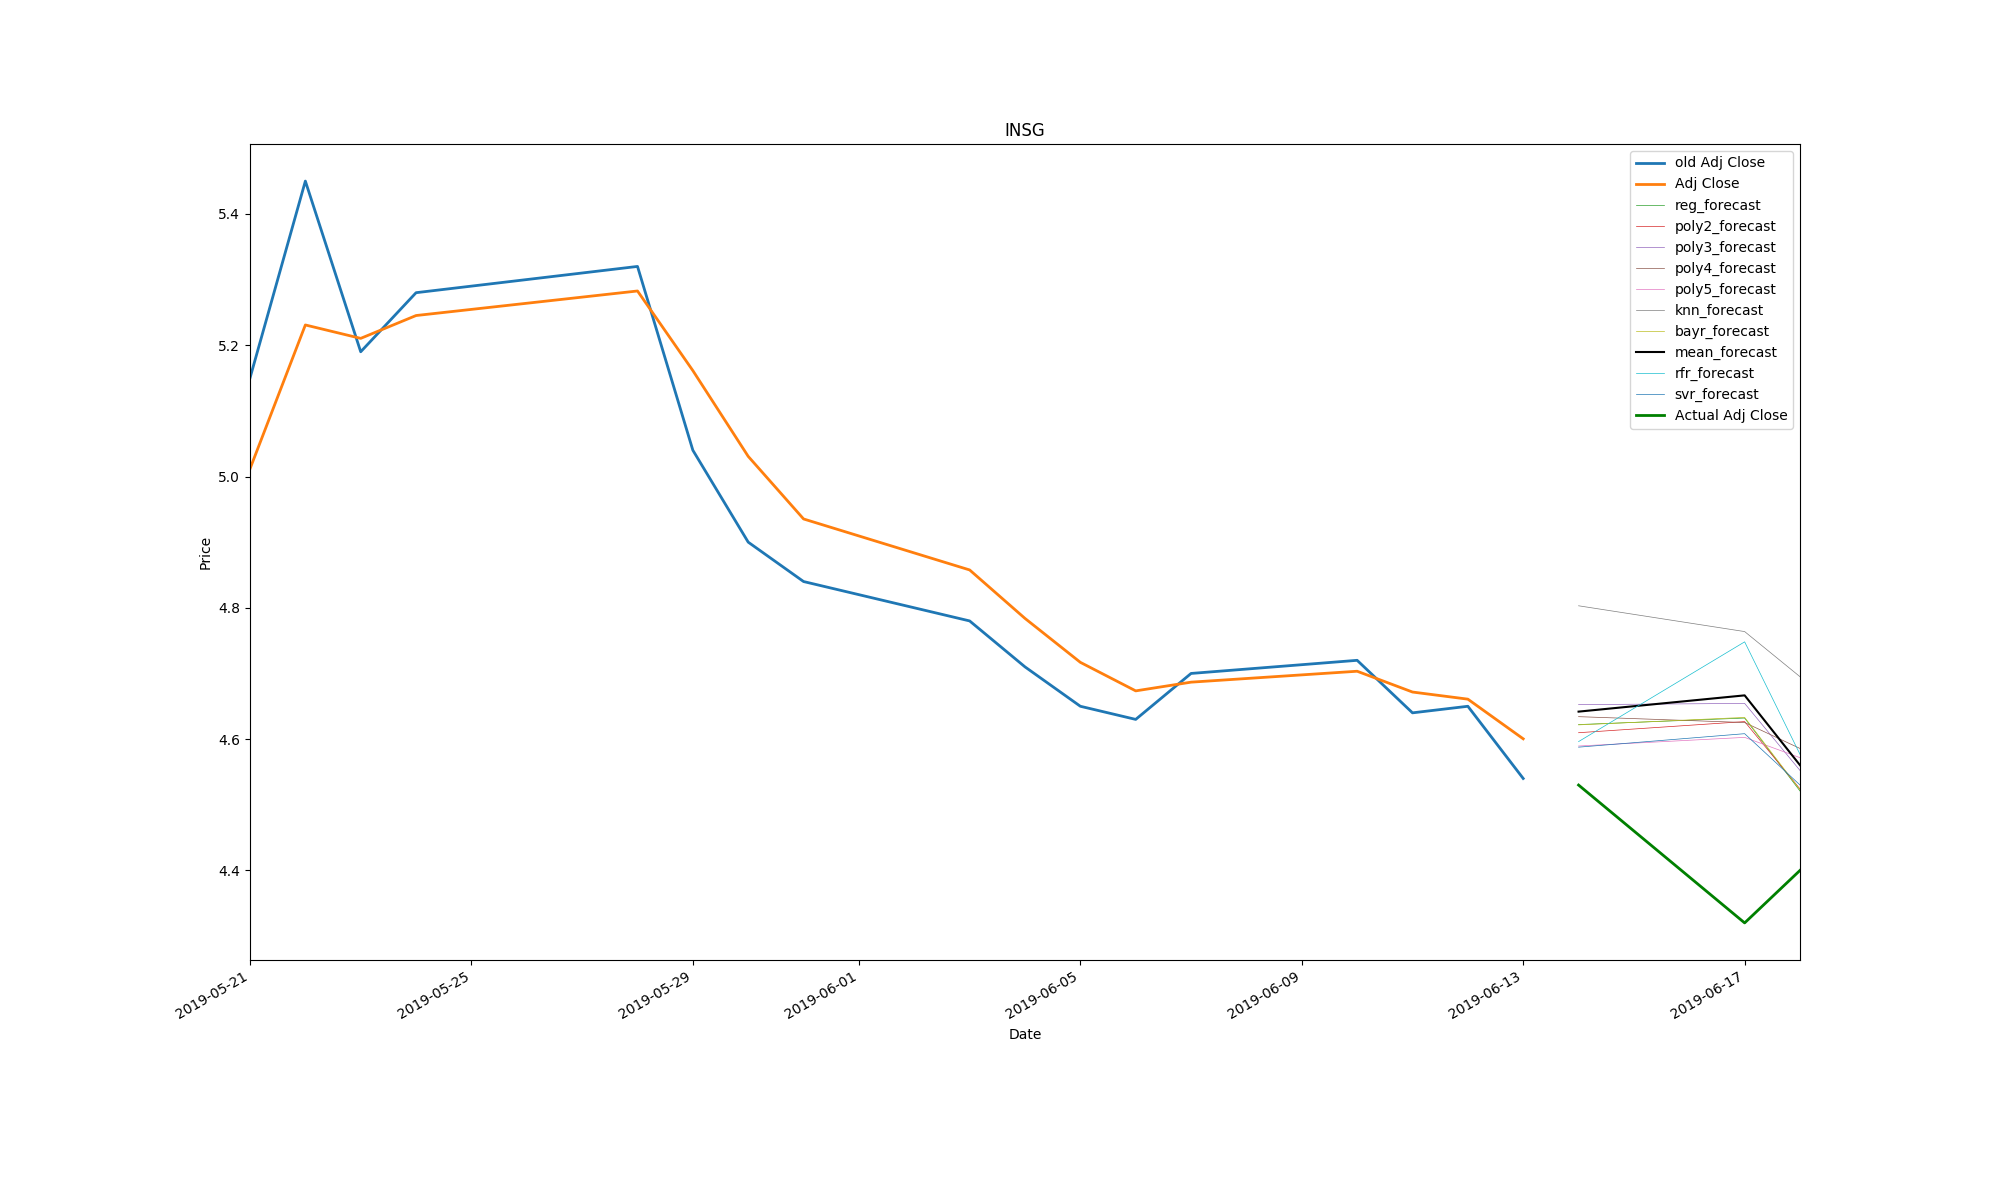 INSG
old Adj Close
Adj Close
reg_forecast
poly2_forecast
poly3_forecast
poly4_forecast
poly5_forecast
knn_forecast
bayr_forecast
mean_forecast
rfr_forecast
svr_forecast
Actual Adj Close
5.4
5.2
5.0
4.8
4.6
4.4
Price
2019-05-21
2019-05-25
2019-05-29
2019-06-01
2019-06-05
2019-06-09
2019-06-13
2019-06-17
Date